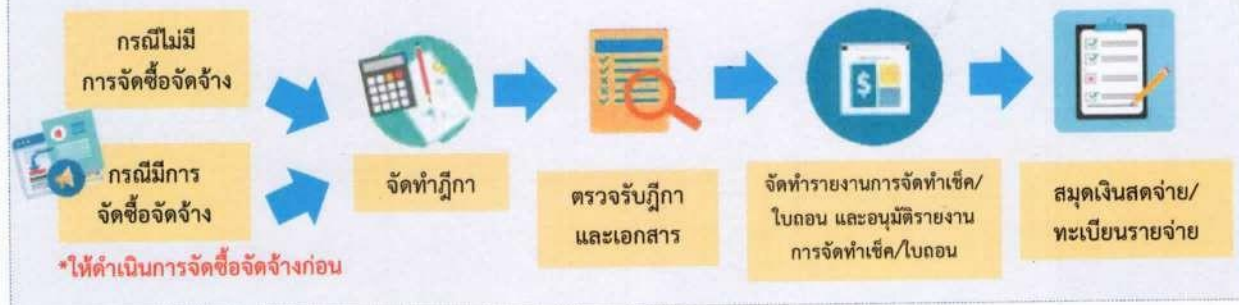 กรณีไม่มี
การจัดซื้อจัดจ้าง
กรณีมีการ
จัดซื้อจัดจ้าง
*ให้ดำเนินการจัดซื้อจัดจ้างก่อน
จัดทำฎีกา
ตรวจรับฎีกา
และเอกสาร
จัดทำรายงานการจัดทำเช็ค/
ใบถอน และอนุมัติรายงาน
การจัดทำเช็ค/ใบถอน
สมุดเงินสดจ่าย/
ทะเบียนรายจ่าย
$